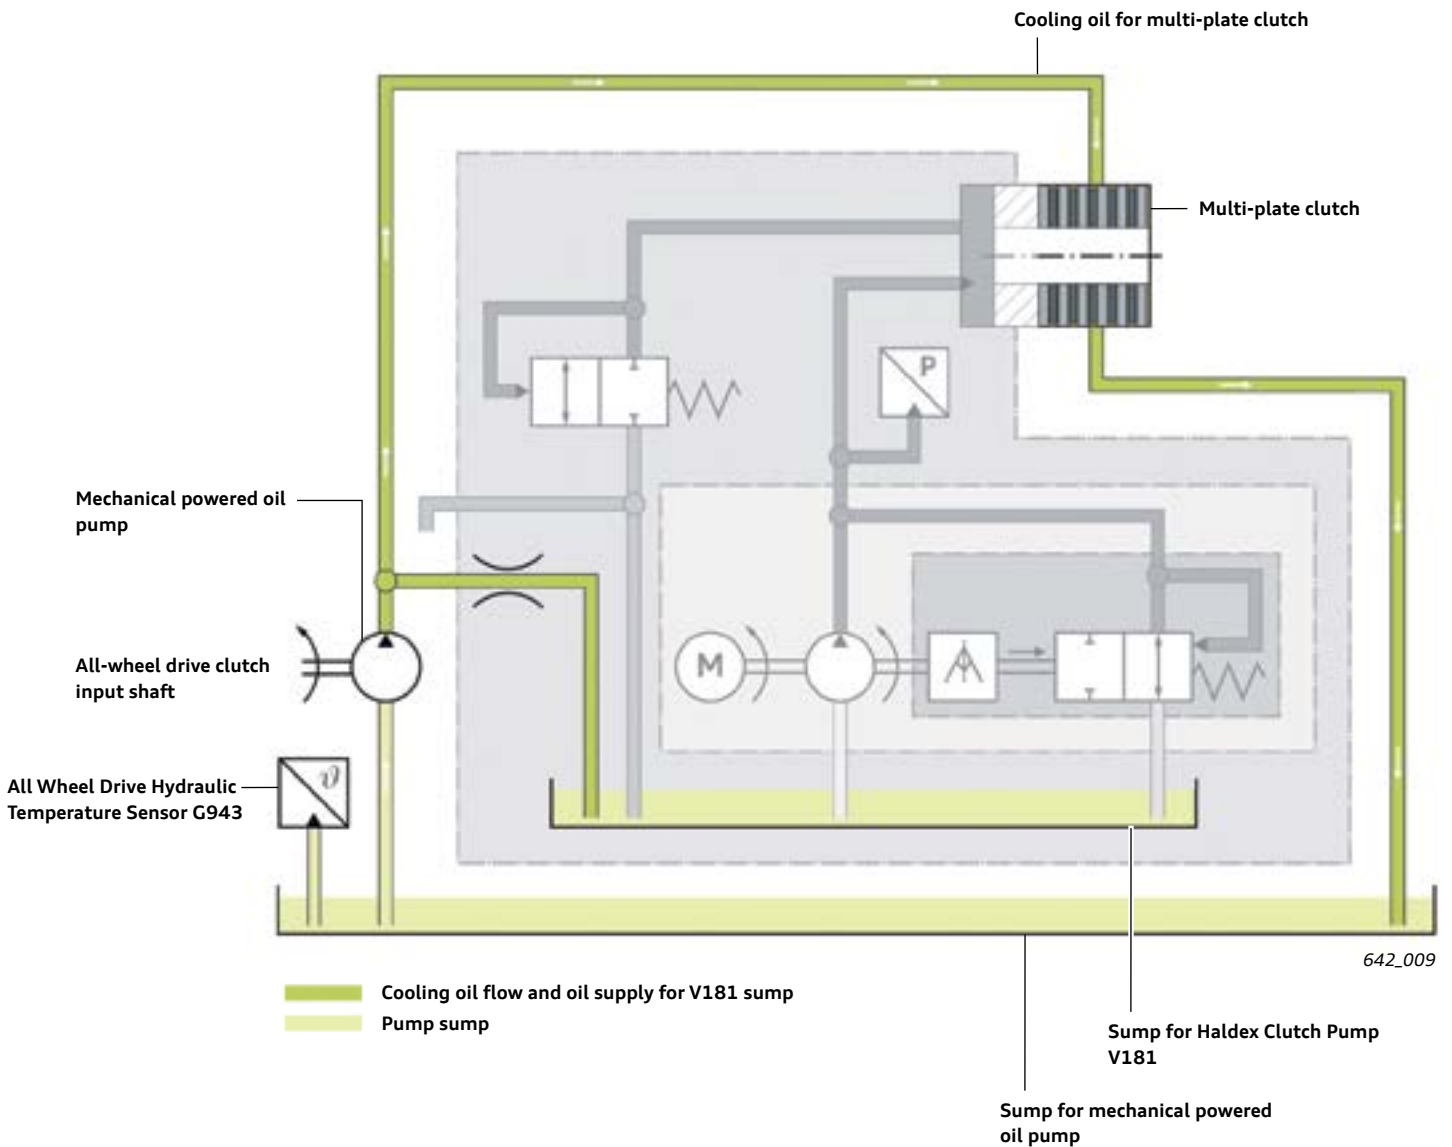 Cooling oil for multi-plate clutch
Multi-plate clutch
P
Mechanical powered oil
pump
All-wheel drive clutch
input shaft
M
All Wheel Drive Hydraulic
Temperature Sensor G943
ϑ
642_009
Cooling oil flow and oil supply for V181 sump
Pump sump
Sump for Haldex Clutch Pump
V181
Sump for mechanical powered
oil pump